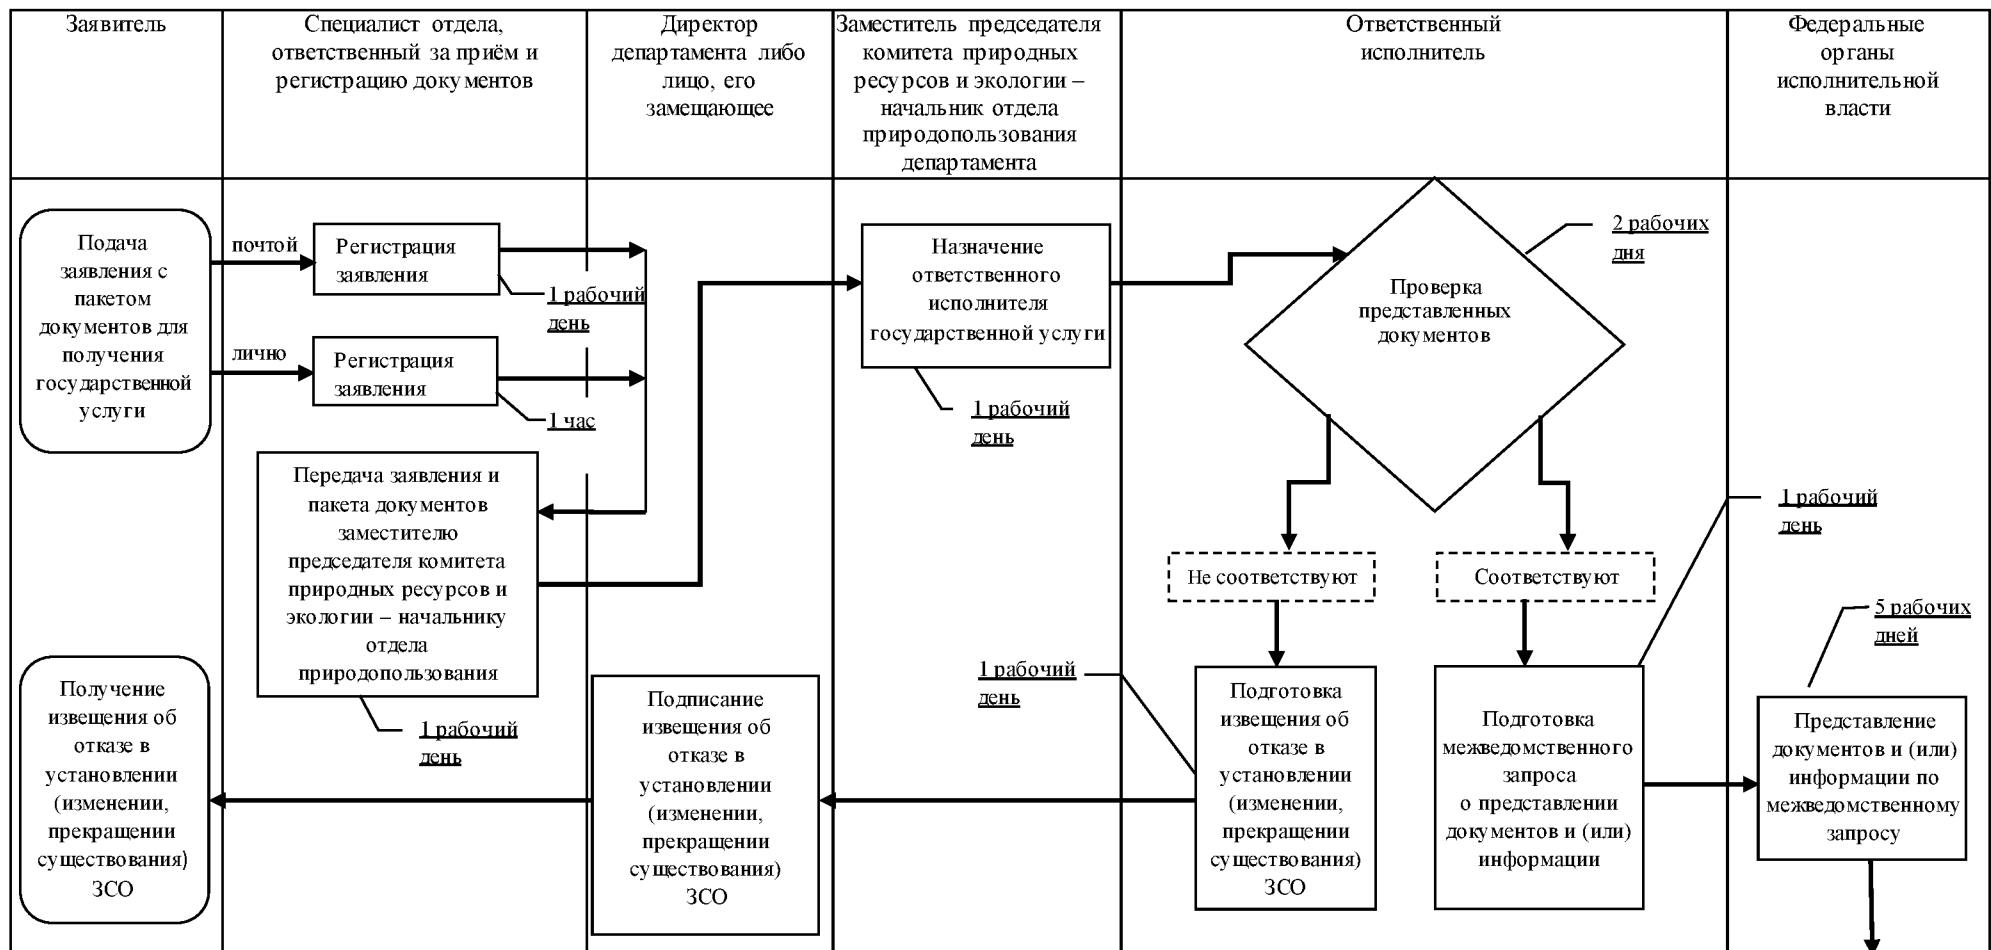 Заявитель
Специалист отдела,
ответственный за приём и
регистрацию документов
Директор
департамента либо
лицо, его
замещающее
Заместитель председателя
комитета природных
ресурсов и экологии –
начальник отдела
природопользования
департамента
Ответственный
исполнитель
Федеральные
органы
исполнительной
власти
Подача
заявления с
пакетом
документов для
получения
государственной
услуги
почтой
Регистрация
заявления
1 рабочий
день
лично
Регистрация
заявления
1 час
Передача заявления и
пакета документов
заместителю
председателя комитета
природных ресурсов и
экологии – начальнику
отдела
природопользования
1 рабочий
день
Назначение
ответственного
исполнителя
государственной услуги
1 рабочий
день
Проверка
представленных
документов
2 рабочих
дня
Не соответствуют
Соответствуют
1 рабочий
день
5 рабочих
дней
1 рабочий
день
Получение
извещения об
отказе в
установлении
(изменении,
прекращении
существования)
ЗСО
Подписание
извещения об
отказе в
установлении
(изменении,
прекращении
существования)
ЗСО
Подготовка
извещения об
отказе в
установлении
(изменении,
прекращении
существования)
ЗСО
Подготовка
межведомственного
запроса
о представлении
документов и (или)
информации
Представление
документов и (или)
информации по
межведомственному
запросу